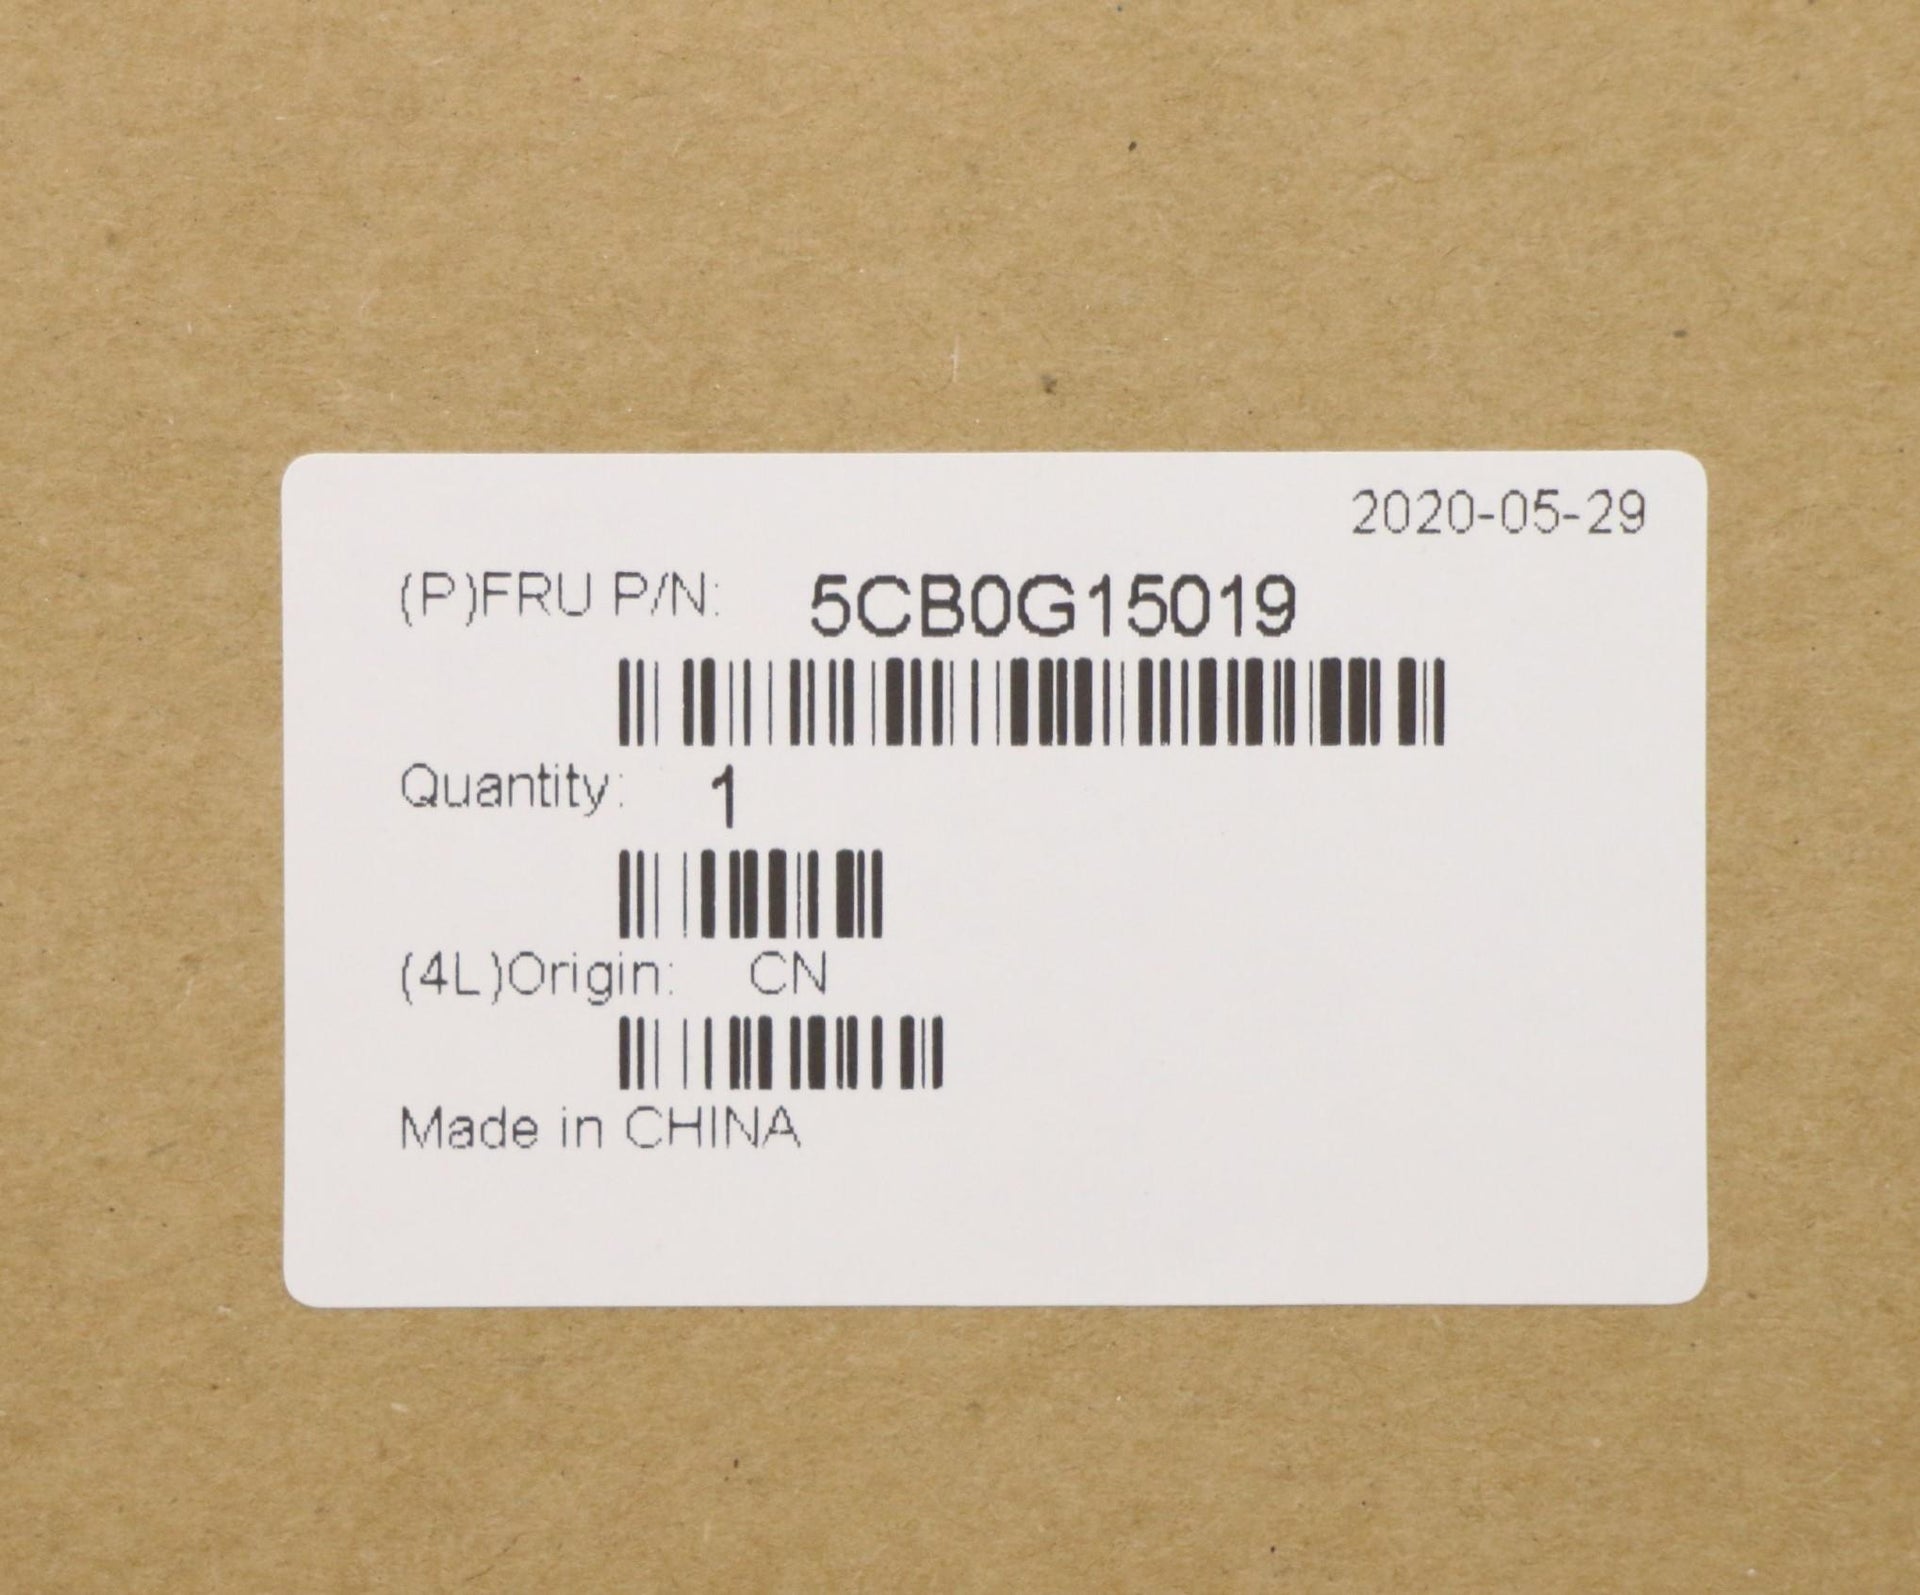 2020-05-29
(P)FRU P/N: 5CB0G15019
Quantity: 1
(4L)Origin: CN
Made in CHINA